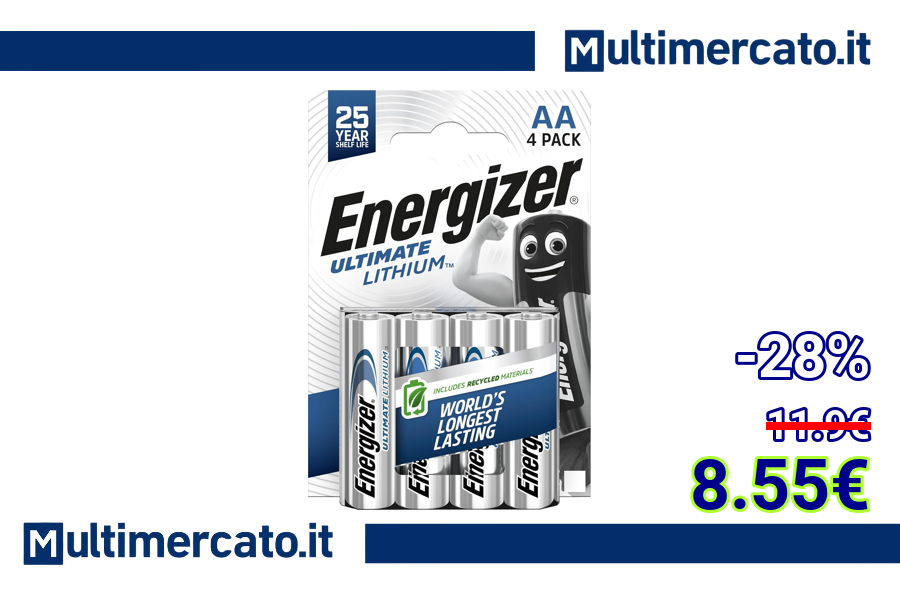 Multimercato.it
25
YEAR
SHELF LIFE
AA
4 PACK
Energizer®
ULTIMATE
LITHIUM™
INCLUDES RECYCLED MATERIALS
WORLD'S
LONGEST
LASTING
Energizer
ULTIMATE LITHIUM
-28%
11.9€
8.55€
Multimercato.it